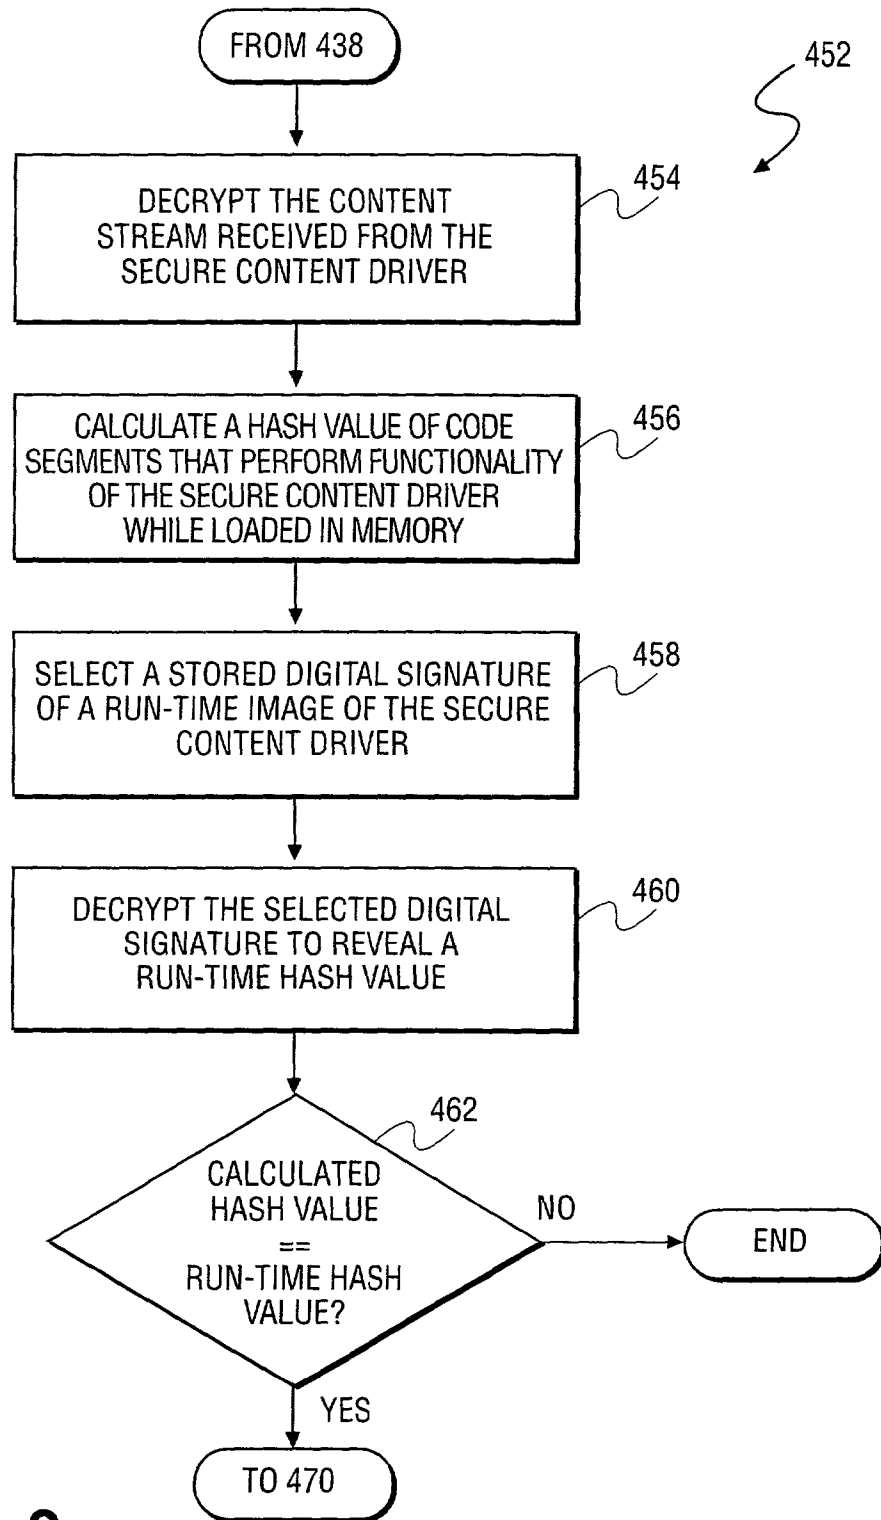 FROM 438
452
DECRYPT THE CONTENT
STREAM RECEIVED FROM THE
SECURE CONTENT DRIVER
454
CALCULATE A HASH VALUE OF CODE
SEGMENTS THAT PERFORM FUNCTIONALITY
OF THE SECURE CONTENT DRIVER
WHILE LOADED IN MEMORY
456
SELECT A STORED DIGITAL SIGNATURE
OF A RUN-TIME IMAGE OF THE SECURE
CONTENT DRIVER
458
DECRYPT THE SELECTED DIGITAL
SIGNATURE TO REVEAL A
RUN-TIME HASH VALUE
460
462
CALCULATED
HASH VALUE
==
RUN-TIME HASH
VALUE?
NO
END
YES
TO 470